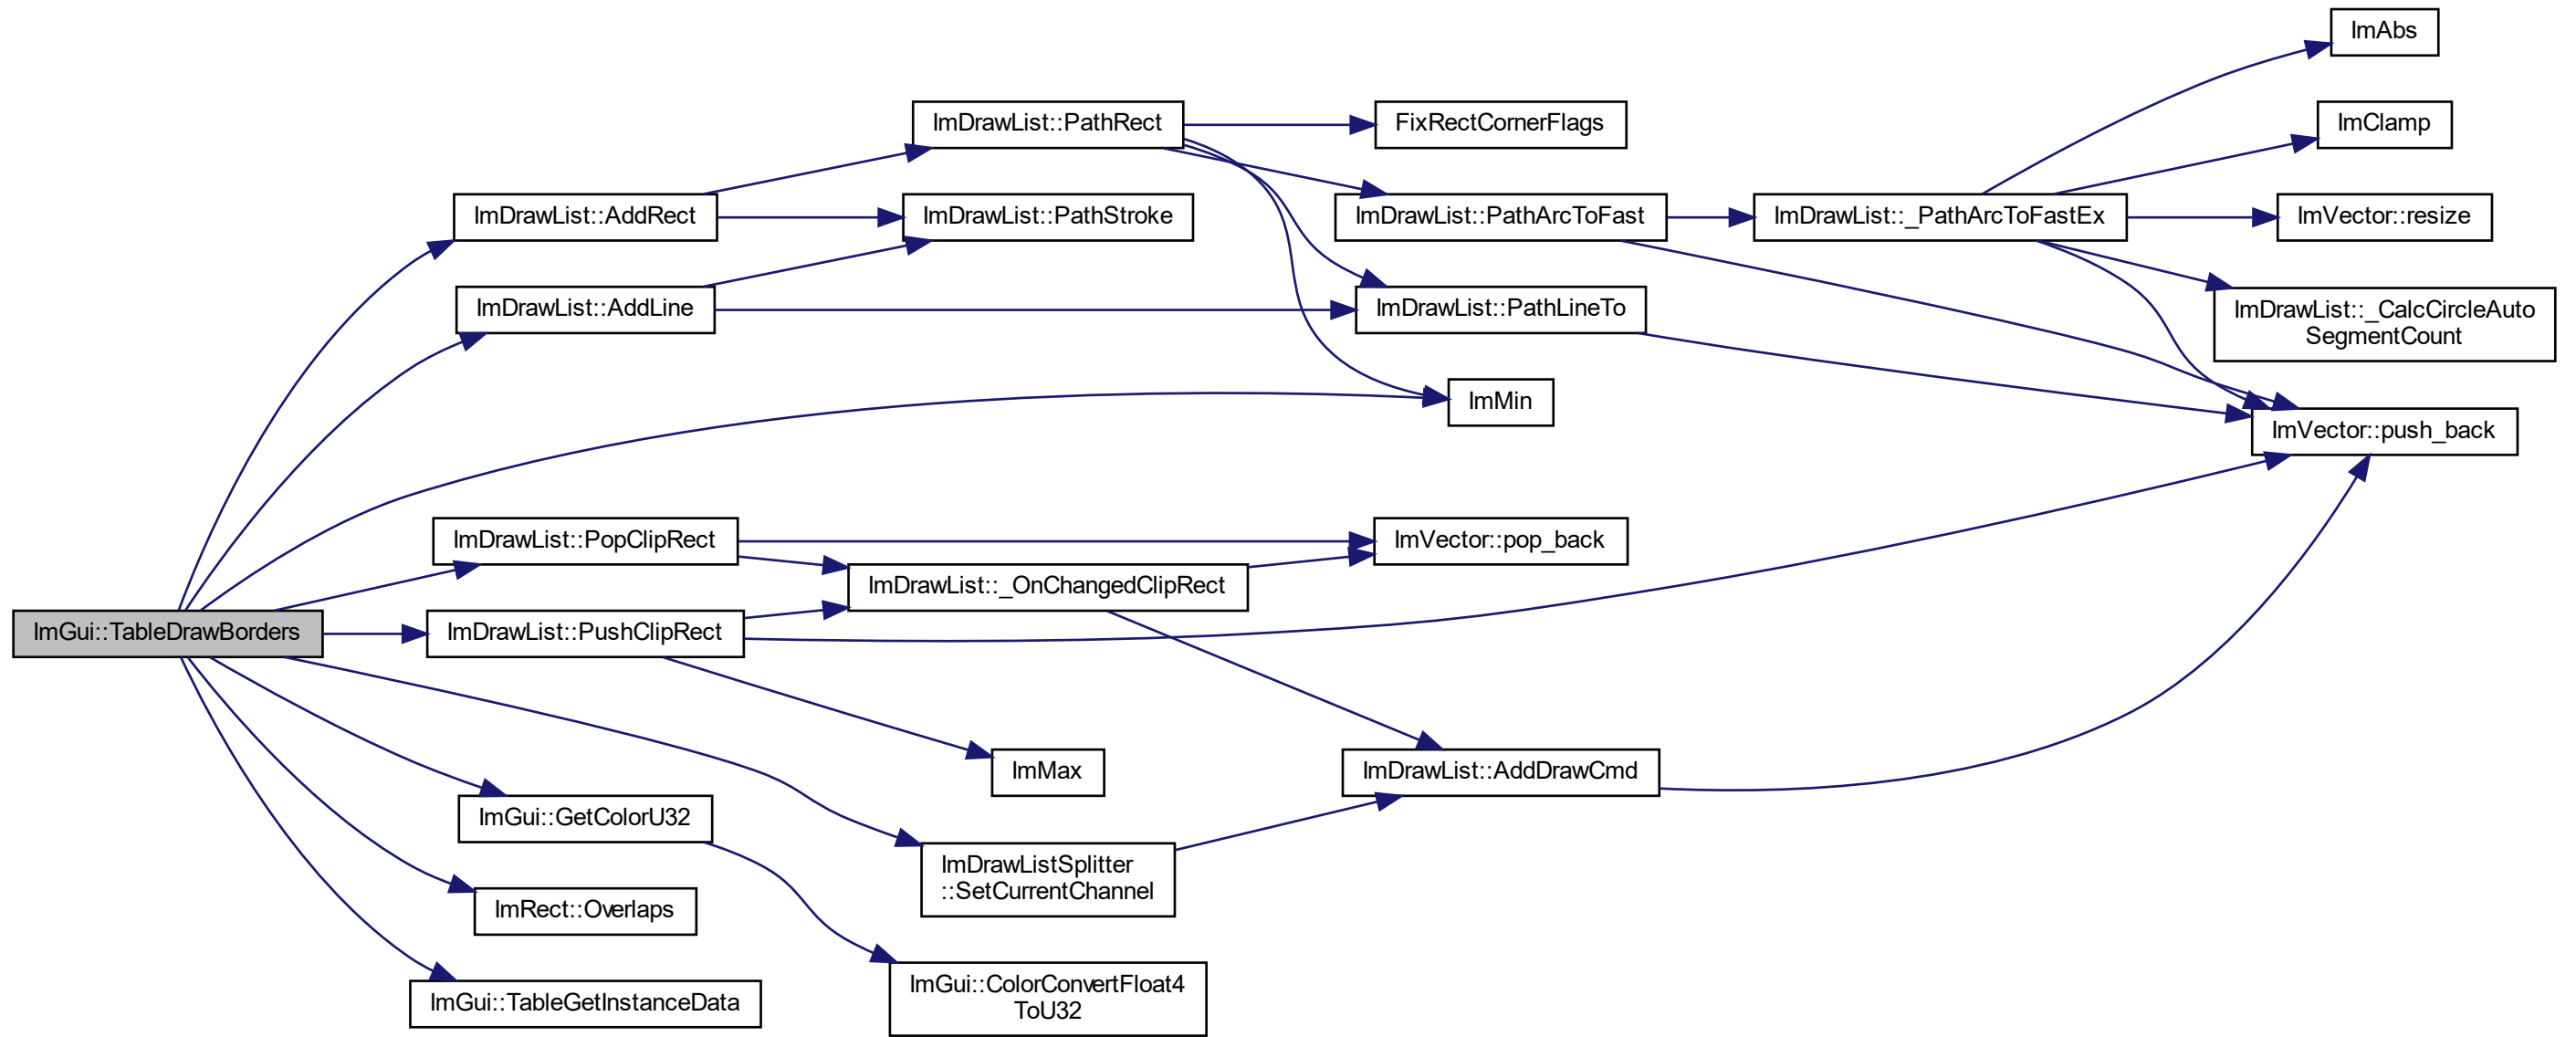 ImAbs
ImDrawList::PathRect
FixRectCornerFlags
ImClamp
ImDrawList::AddRect
ImDrawList::PathStroke
ImDrawList::PathArcToFast
ImDrawList::_PathArcToFastEx
ImVector::resize
ImDrawList::AddLine
ImDrawList::PathLineTo
ImDrawList::_CalcCircleAuto
SegmentCount
ImMin
ImVector::push_back
ImDrawList::PopClipRect
ImVector::pop_back
ImDrawList::_OnChangedClipRect
ImGui::TableDrawBorders
ImDrawList::PushClipRect
ImMax
ImDrawList::AddDrawCmd
ImGui::GetColorU32
ImDrawListSplitter
::SetCurrentChannel
ImRect::Overlaps
ImGui::ColorConvertFloat4
ToU32
ImGui::TableGetInstanceData